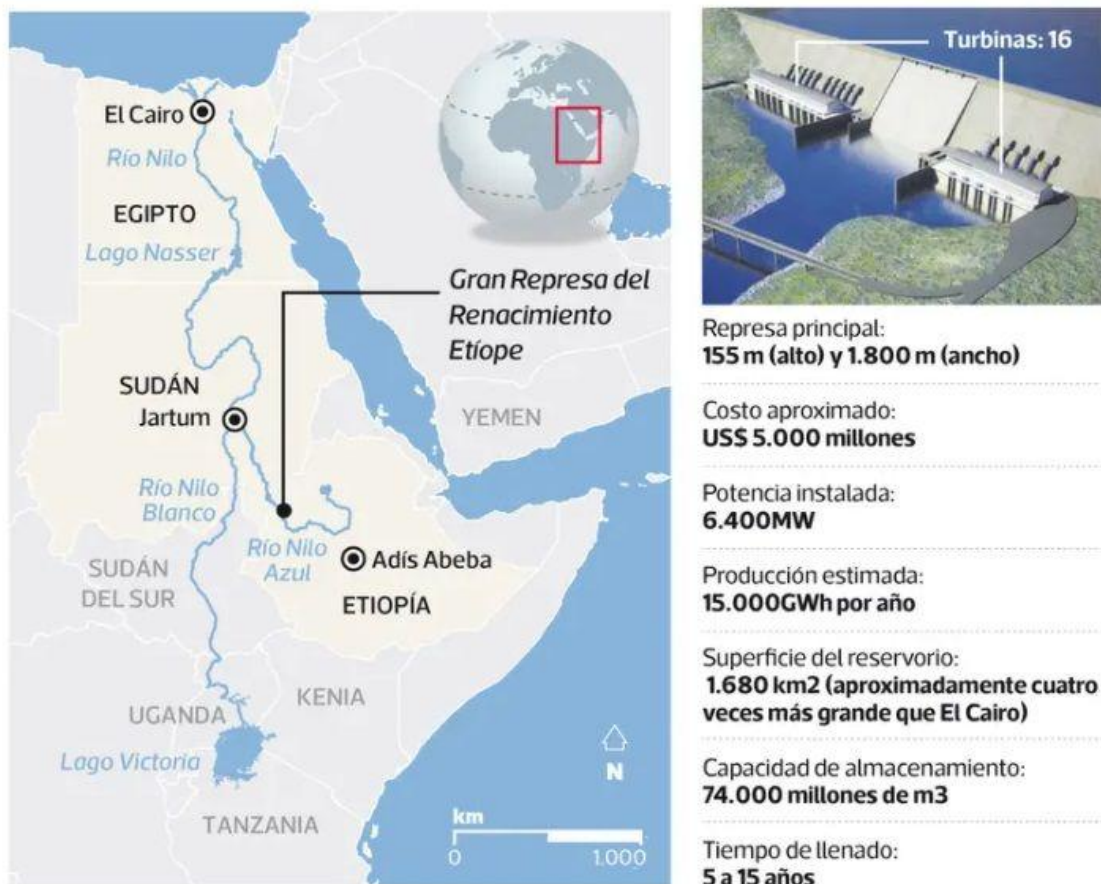 El Cairo
Río Nilo
EGIPTO
Lago Nasser
Gran Represa del
Renacimiento
Etíope
SUDÁN
Jartum
YEMEN
Río Nilo
Blanco
Río Nilo
Azul
Adís Abeba
SUDÁN
DEL SUR
ETIOPÍA
UGANDA
KENIA
Lago Victoria
TANZANIA
N
km
0
1.000
Turbinas: 16
Represa principal:
155 m (alto) y 1.800 m (ancho)
Costo aproximado:
US$ 5.000 millones
Potencia instalada:
6.400MW
Producción estimada:
15.000GWh por año
Superficie del reservorio:
1.680 km2 (aproximadamente cuatro
veces más grande que El Cairo)
Capacidad de almacenamiento:
74.000 millones de m3
Tiempo de llenado:
5 a 15 años